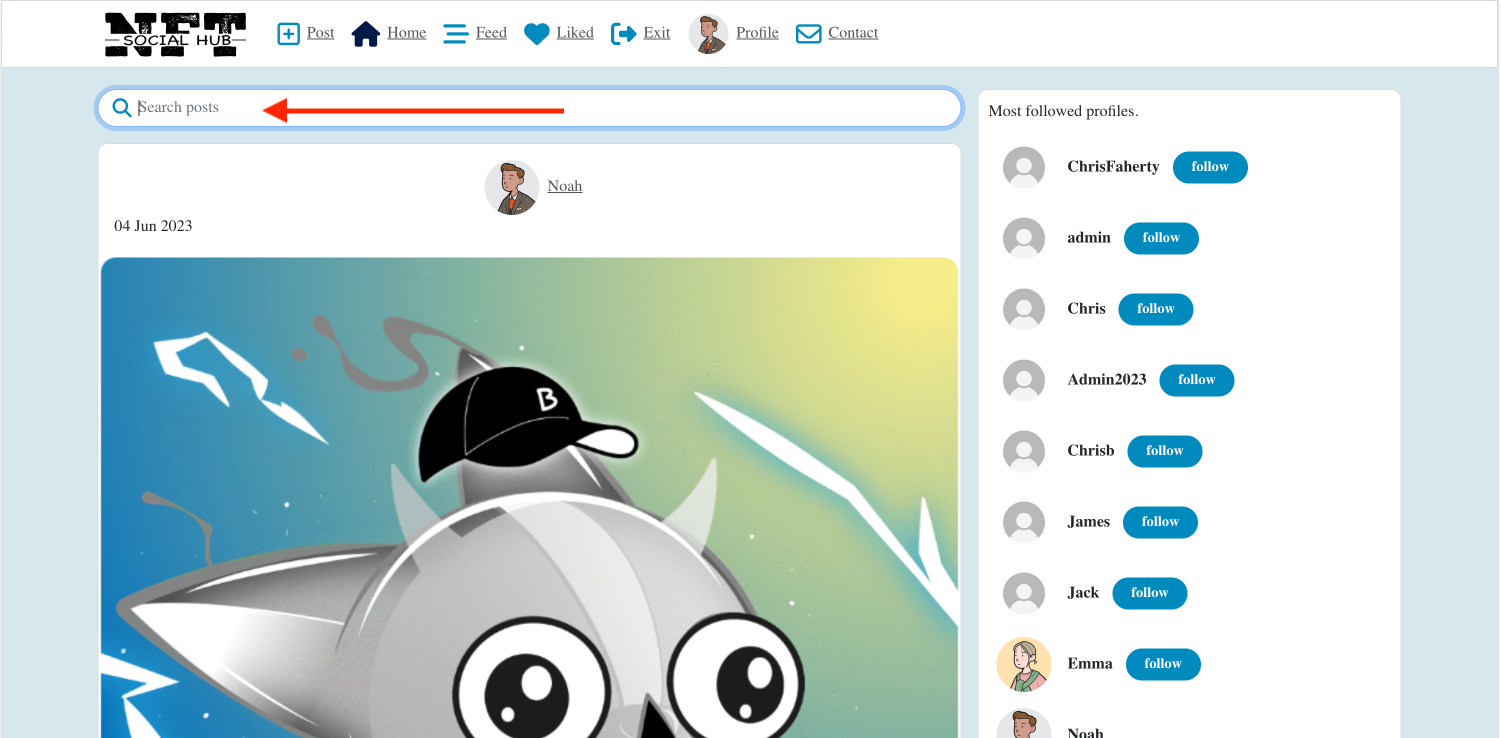 NFT
SOCIAL HUB
Post Home Feed Liked Exit Profile Contact
Search posts
Noah
04 Jun 2023
B
Most followed profiles.
ChrisFaherty follow
admin follow
Chris follow
Admin2023 follow
Chrisb follow
James follow
Jack follow
Emma follow
Noah